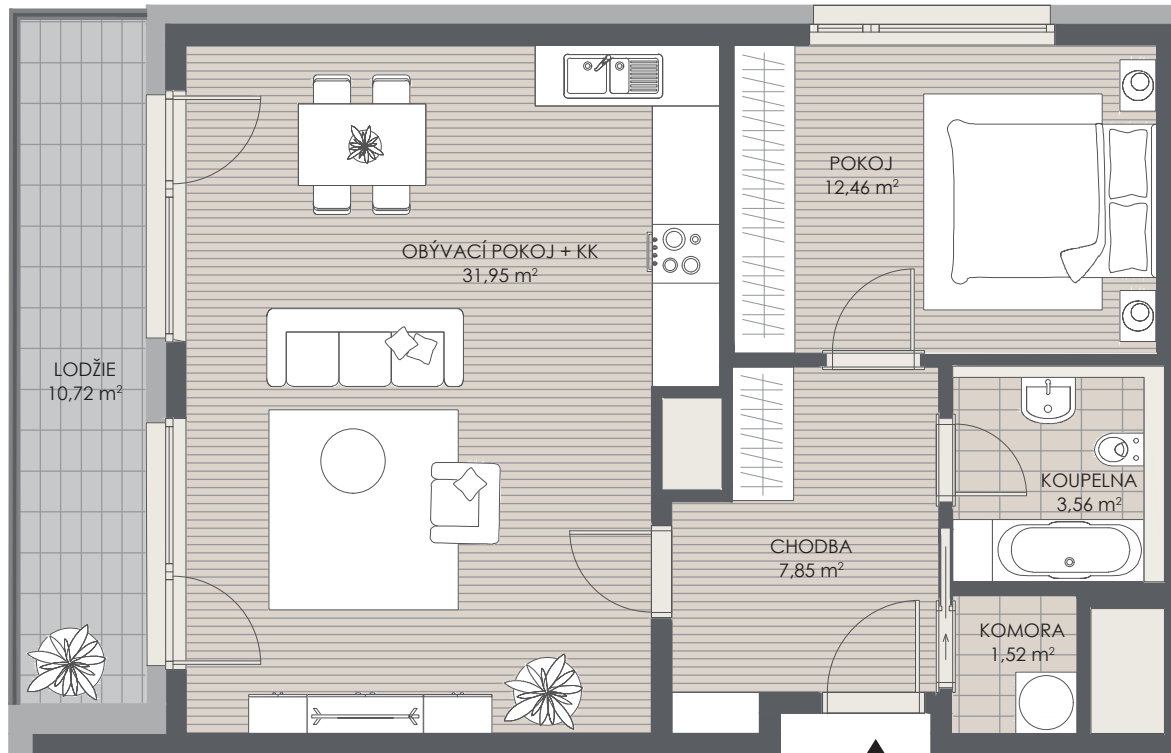 POKOJ
12,46 m²
OBÝVACÍ POKOJ + KK
31,95 m²
LODŽIE
10,72 m²
KOUPELNA
3,56 m²
CHODBA
7,85 m²
KOMORA
1,52 m²